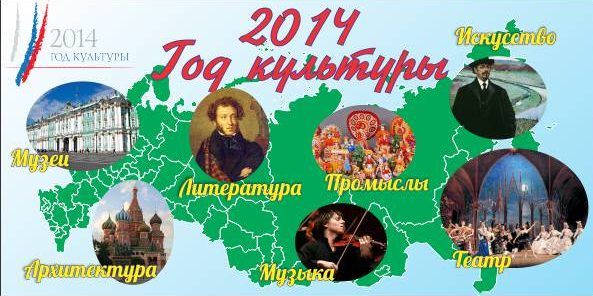 2014
ГОД КУЛЬТУРЫ
2014
Год культуры
Искусство
Музеи
Литература
Промыслы
Архитектура
Музыка
Театр